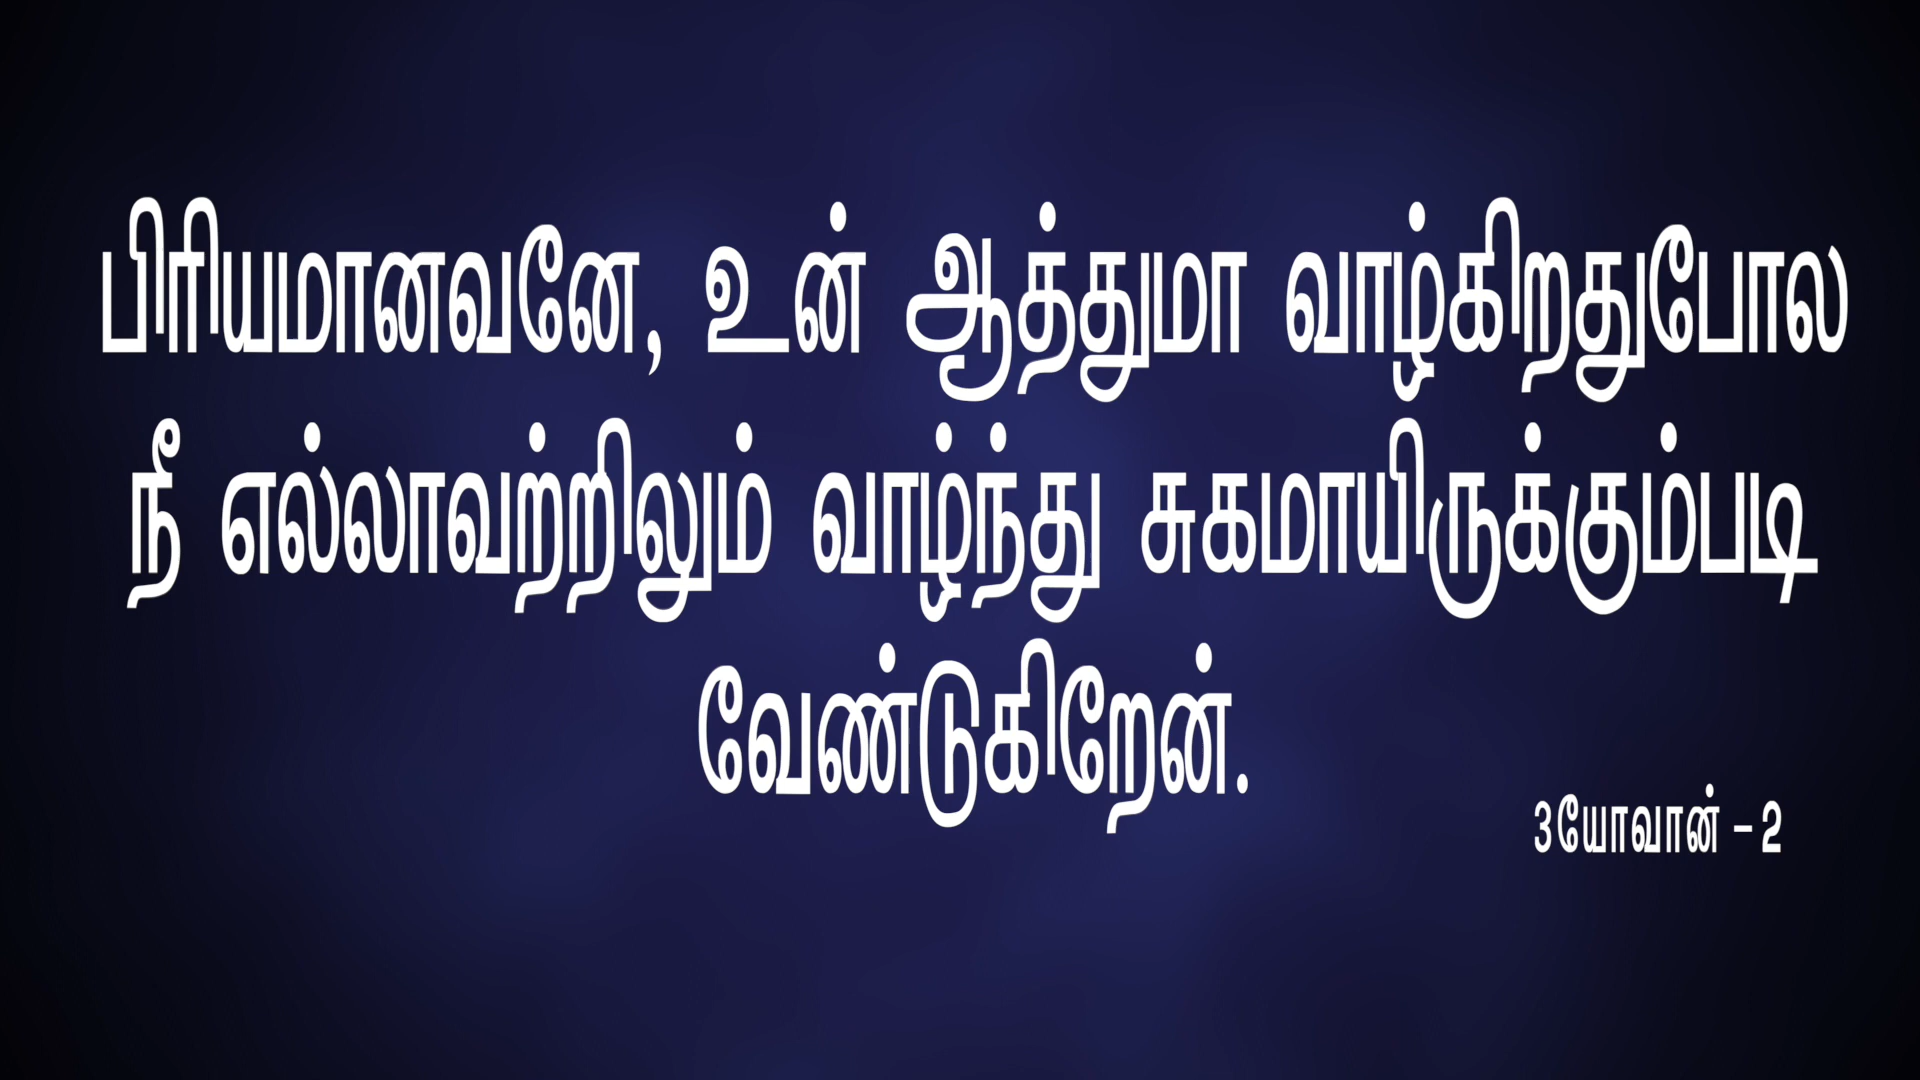 பிரியமானவனே, உன் ஆத்துமா வாழ்கிறதுபோல
நீ எல்லாவற்றிலும் வாழ்ந்து சுகமாயிருக்கும்படி
வேண்டுகிறேன்.
3யோவான் - 2